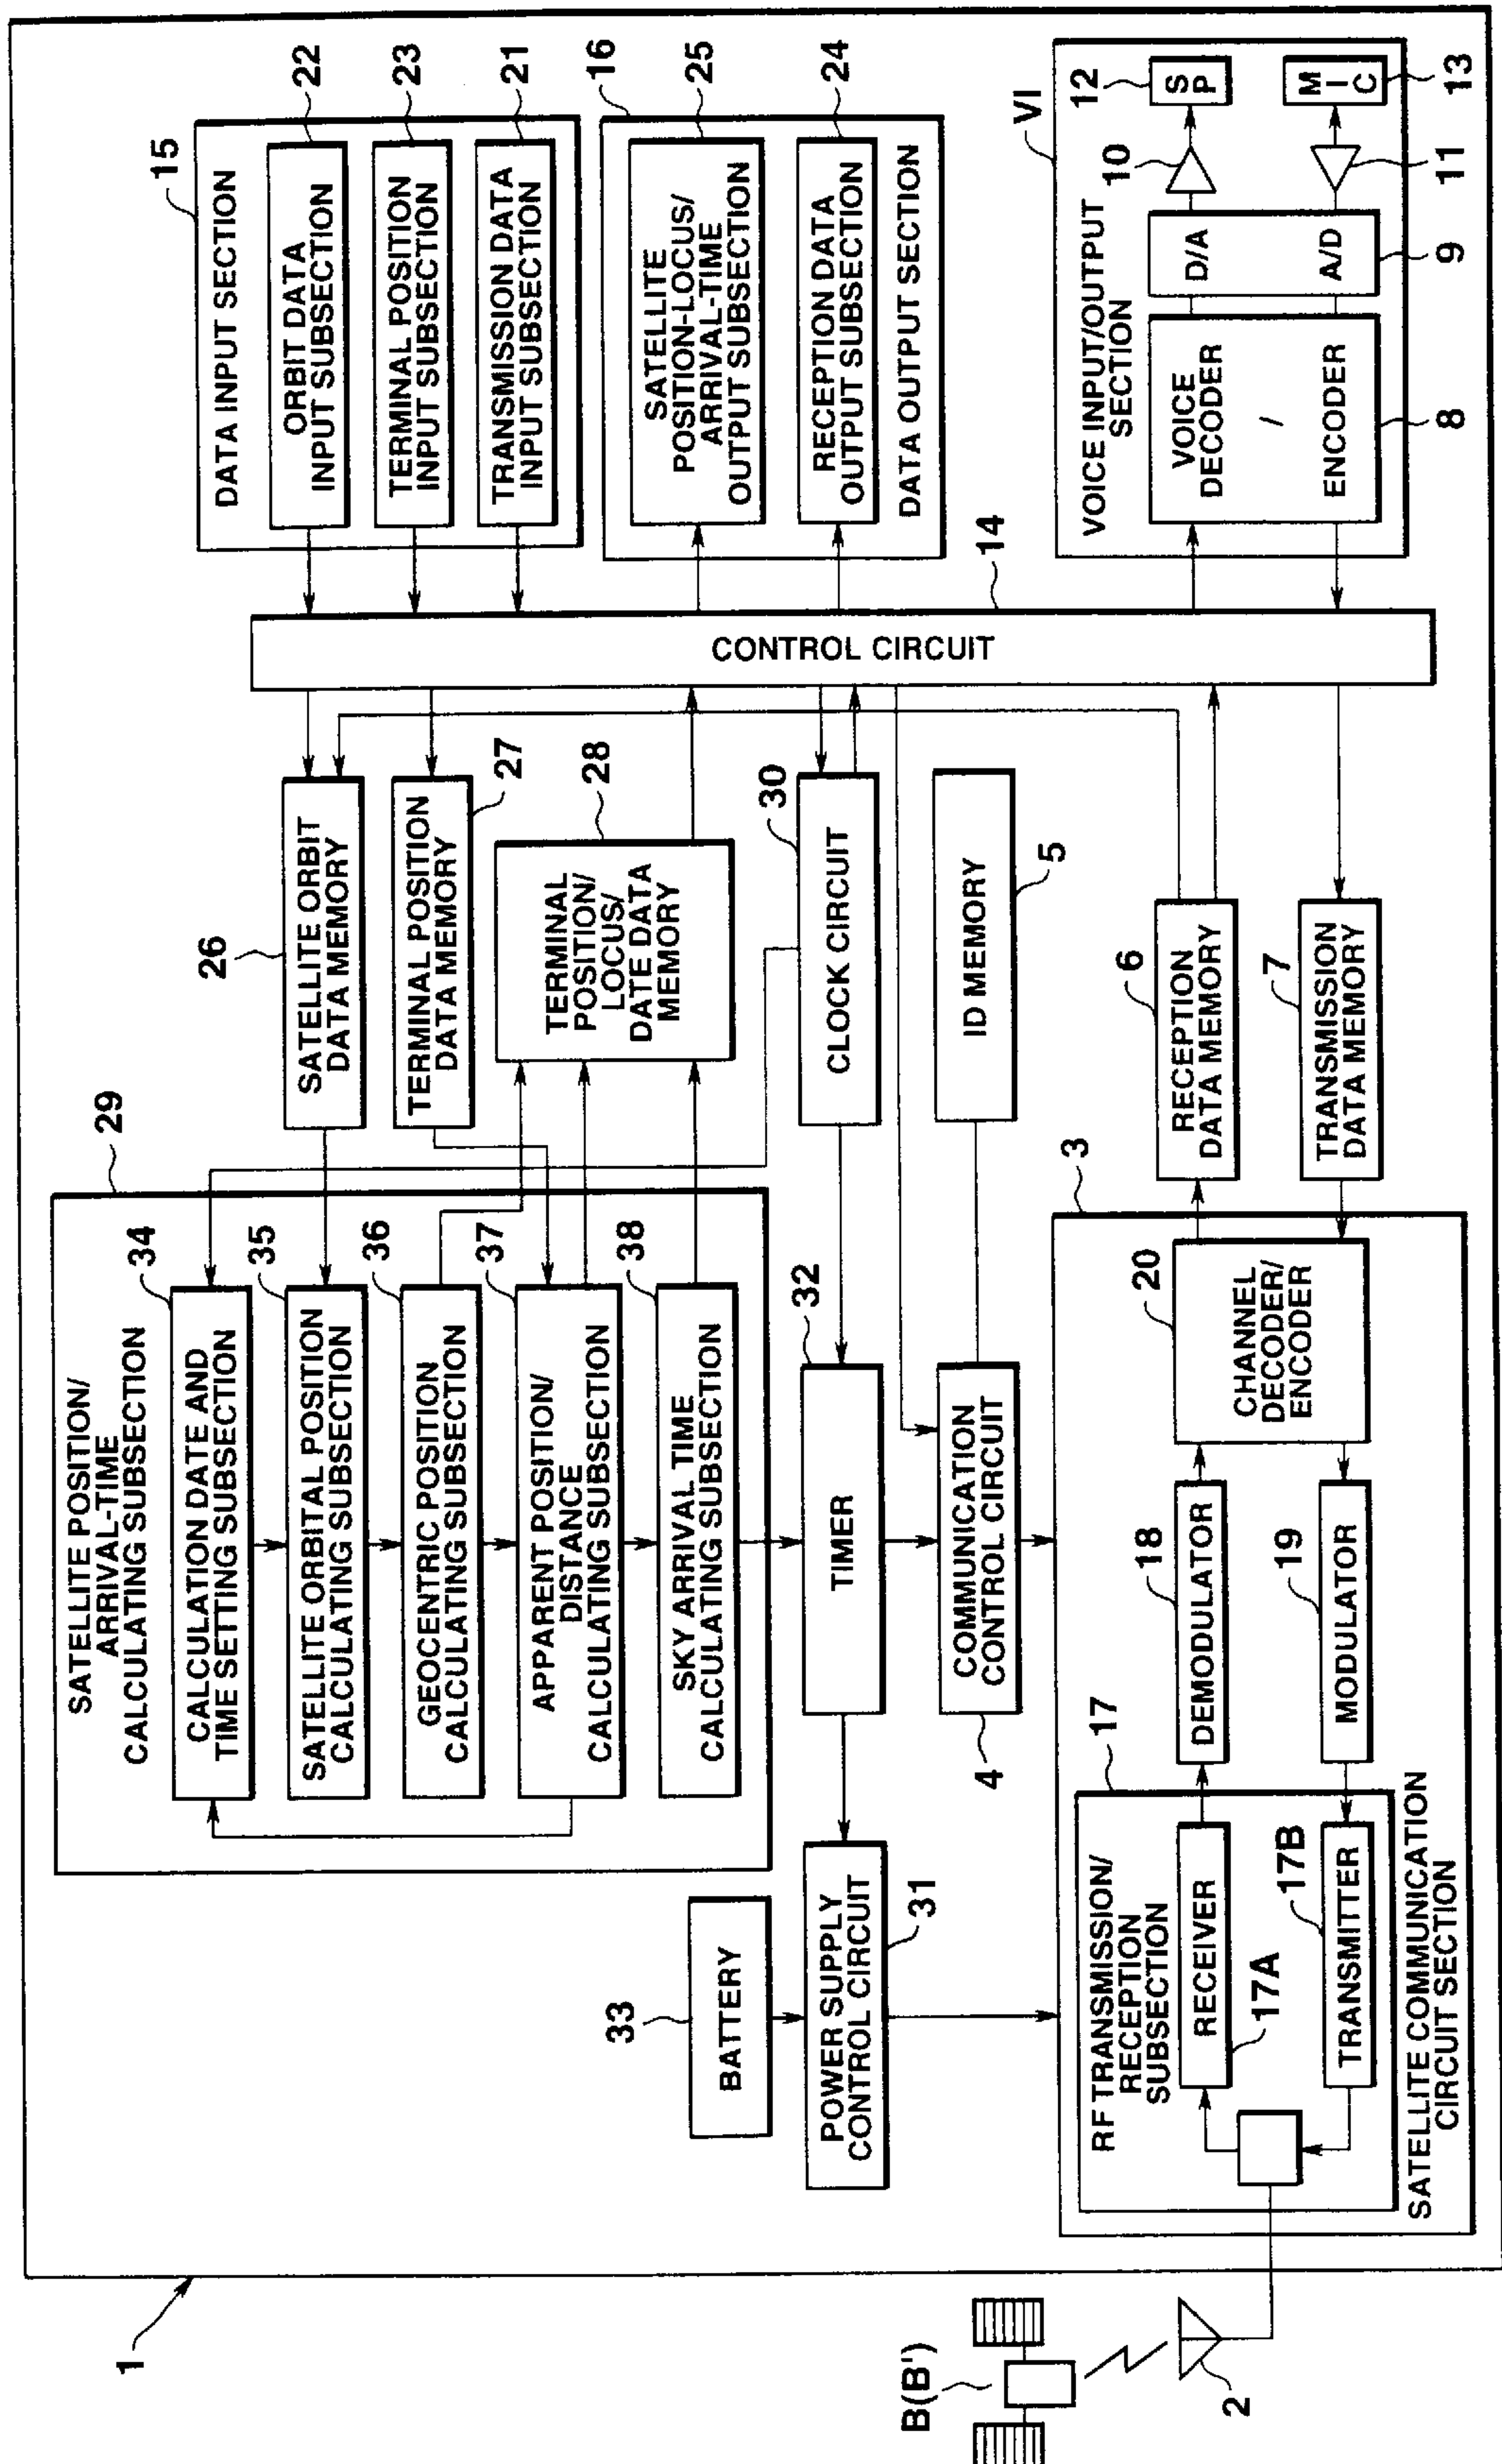 1
B(B')
2
SATELLITE POSITION/
ARRIVAL-TIME
CALCULATING SUBSECTION
29
CALCULATION DATE AND
TIME SETTING SUBSECTION
34
SATELLITE ORBITAL POSITION
CALCULATING SUBSECTION
35
GEOCENTRIC POSITION
CALCULATING SUBSECTION
36
APPARENT POSITION/
DISTANCE
CALCULATING SUBSECTION
37
SKY ARRIVAL TIME
CALCULATING SUBSECTION
38
SATELLITE ORBIT
DATA MEMORY
26
TERMINAL POSITION
DATA MEMORY
27
TERMINAL
POSITION/
LOCUS/
DATE DATA
MEMORY
28
15
DATA INPUT SECTION
ORBIT DATA
INPUT SUBSECTION
22
TERMINAL POSITION
INPUT SUBSECTION
23
TRANSMISSION DATA
INPUT SUBSECTION
21
16
SATELLITE
POSITION-LOCUS/
ARRIVAL-TIME
OUTPUT SUBSECTION
25
RECEPTION DATA
OUTPUT SUBSECTION
24
DATA OUTPUT SECTION
33
BATTERY
POWER SUPPLY
CONTROL CIRCUIT
31
TIMER
32
CLOCK CIRCUIT
30
COMMUNICATION
CONTROL CIRCUIT
4
ID MEMORY
5
CONTROL CIRCUIT
14
RF TRANSMISSION/
RECEPTION
SUBSECTION
17
RECEIVER
17A
TRANSMITTER
17B
DEMODULATOR
18
MODULATOR
19
CHANNEL
DECODER/
ENCODER
20
3
SATELLITE COMMUNICATION
CIRCUIT SECTION
RECEPTION
DATA MEMORY
6
TRANSMISSION
DATA MEMORY
7
VOICE INPUT/OUTPUT
SECTION
VI
VOICE
DECODER
/
ENCODER
8
D/A
A/D
9
10
11
SP
12
MIC
13